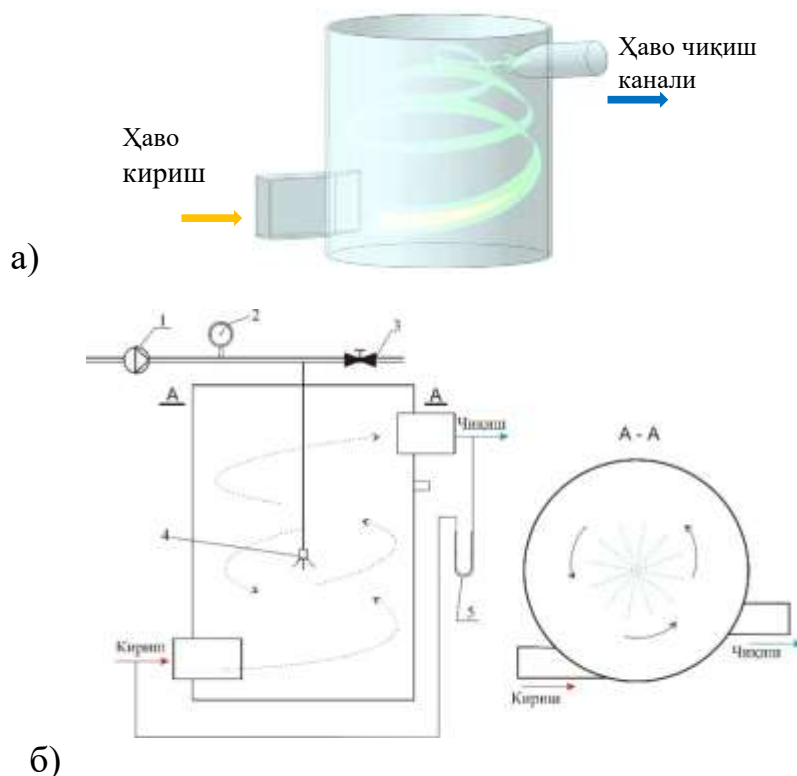 Ҳаво чиқиш
канали
Ҳаво
кириш
а)
1
2
3
А
А
Чиқиш
4
5
Кириш
А - А
Чиқиш
Кириш
б)